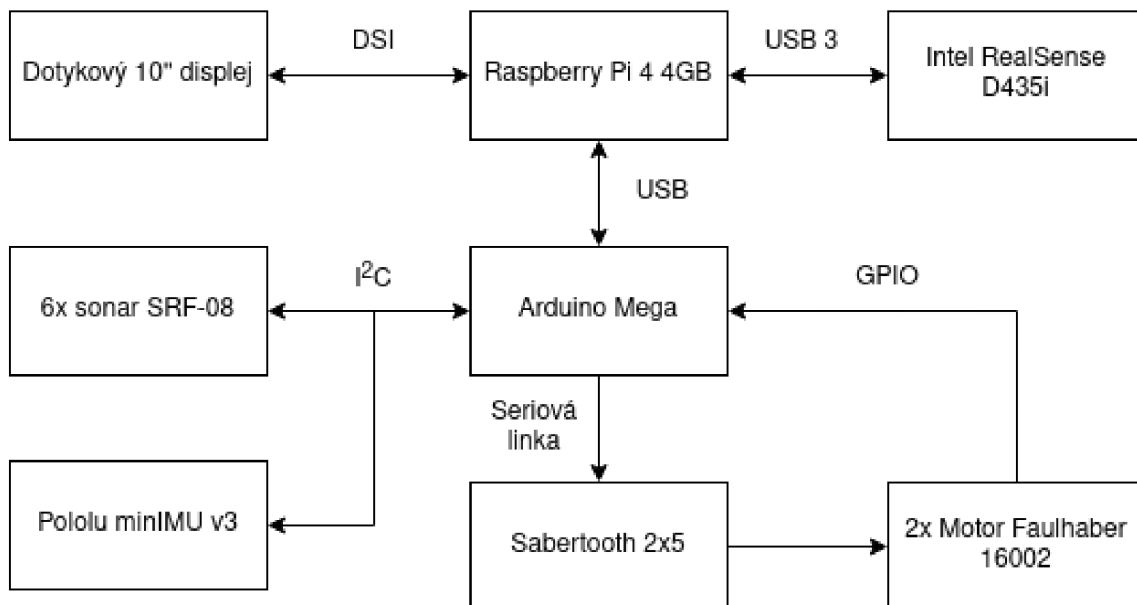 DSI
USB 3
Dotykový 10" displej
Raspberry Pi 4 4GB
Intel RealSense
D435i
USB
I²C
GPIO
6x sonar SRF-08
Arduino Mega
Seriová
linka
Pololu minIMU v3
Sabertooth 2x5
2x Motor Faulhaber
16002